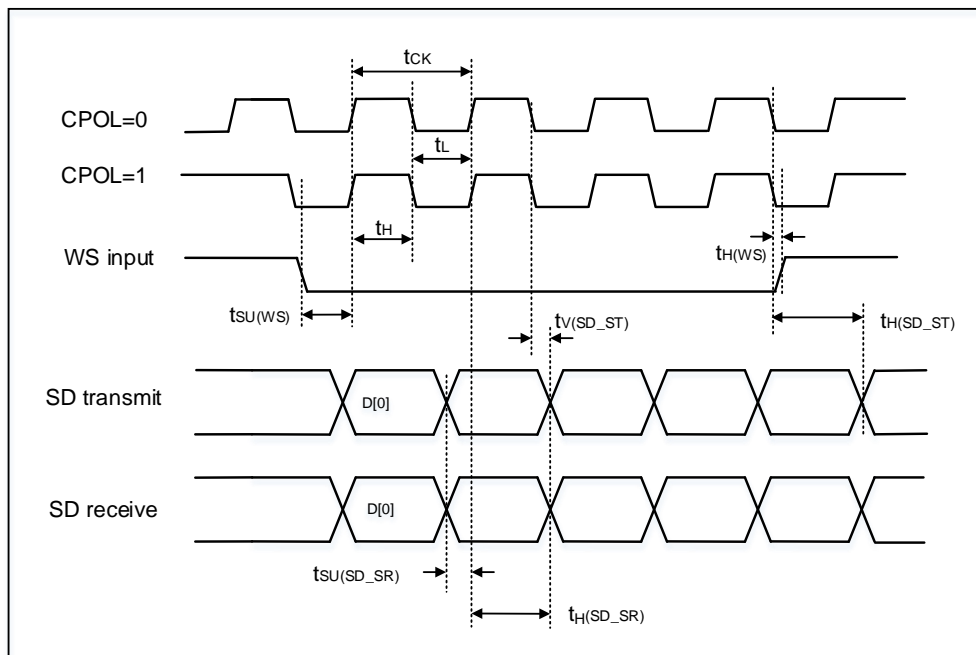 tCK
CPOL=0
tL
CPOL=1
tH
tH(WS)
WS input
tSU(WS)
tV(SD_ST)
tH(SD_ST)
SD transmit
D[0]
SD receive
D[0]
tSU(SD_SR)
tH(SD_SR)